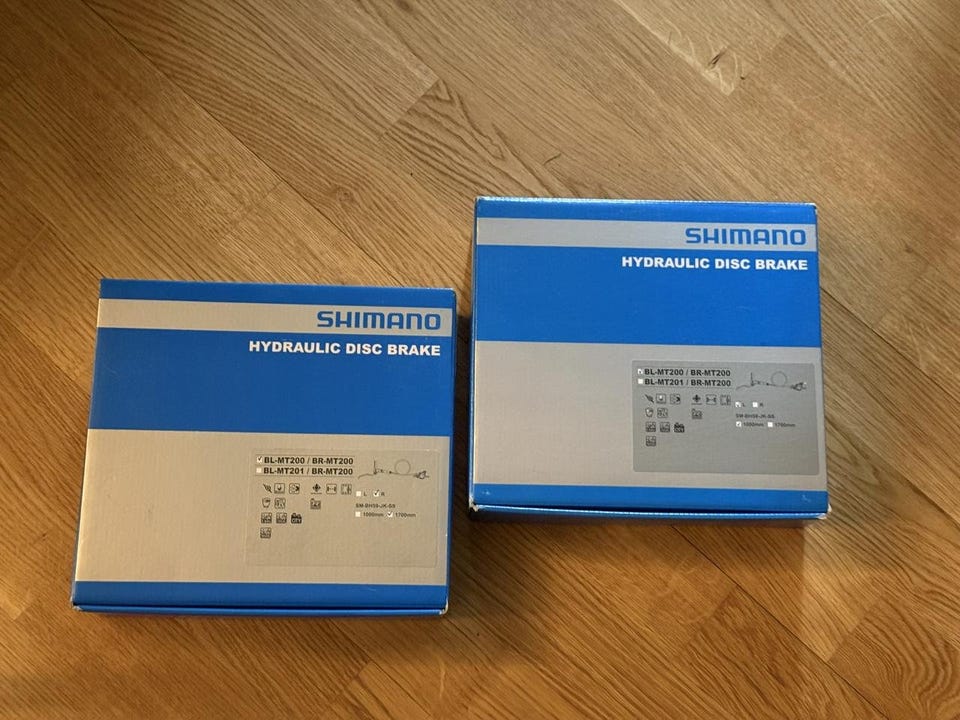 SHIMANO
HYDRAULIC DISC BRAKE
BL-MT200 / BR-MT200
BL-MT201 / BR-MT200
L R
SM-BH59-JK-SS
1000mm 1700mm
SHIMANO
HYDRAULIC DISC BRAKE
BL-MT200 / BR-MT200
BL-MT201 / BR-MT200
L R
SM-BH59-JK-SS
1000mm 1700mm